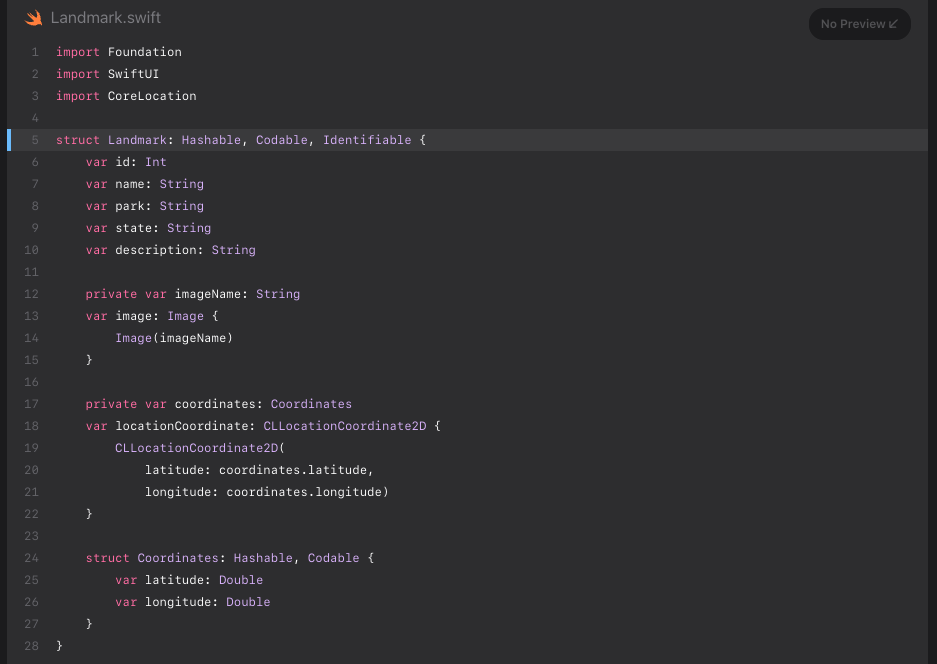 Landmark.swift
No Preview
1 import Foundation
2 import SwiftUI
3 import CoreLocation
4
5 struct Landmark: Hashable, Codable, Identifiable {
6     var id: Int
7     var name: String
8     var park: String
9     var state: String
10     var description: String
11
12     private var imageName: String
13     var image: Image {
14         Image(imageName)
15     }
16
17     private var coordinates: Coordinates
18     var locationCoordinate: CLLocationCoordinate2D {
19         CLLocationCoordinate2D(
20             latitude: coordinates.latitude,
21             longitude: coordinates.longitude)
22     }
23
24     struct Coordinates: Hashable, Codable {
25         var latitude: Double
26         var longitude: Double
27     }
28 }